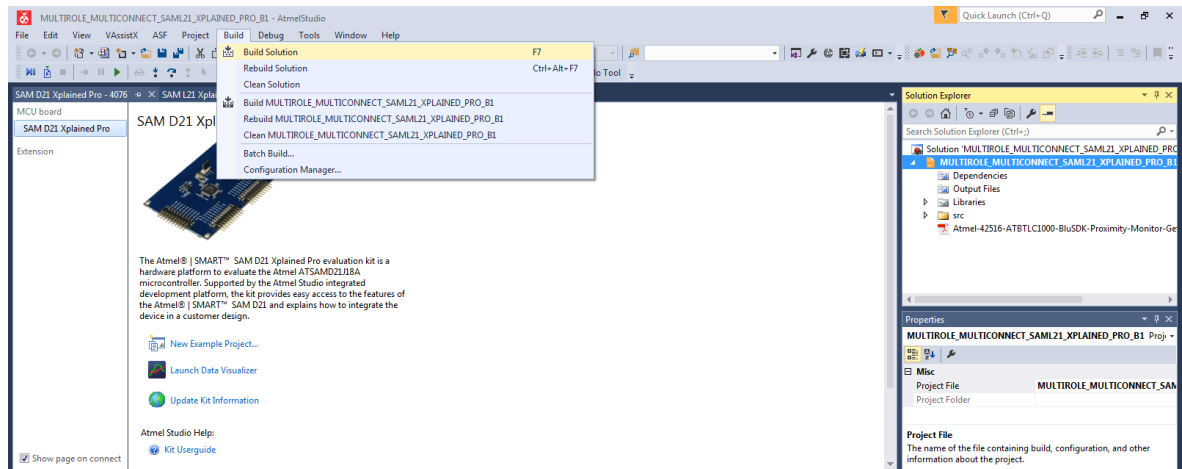 MULTIROLE_MULTICONNECT_SAML21_XPLAINED_PRO_B1 - AtmelStudio
Quick Launch (Ctrl+Q)
File Edit View VAssistX ASF Project Build Debug Tools Window Help
Build Solution F7
Rebuild Solution Ctrl+Alt+F7
Clean Solution
Build MULTIROLE_MULTICONNECT_SAML21_XPLAINED_PRO_B1
Rebuild MULTIROLE_MULTICONNECT_SAML21_XPLAINED_PRO_B1
Clean MULTIROLE_MULTICONNECT_SAML21_XPLAINED_PRO_B1
Batch Build...
Configuration Manager...
o Tool
SAM D21 Xplained Pro - 4076
SAM L21 Xplai
MCU board
SAM D21 Xplained Pro
Extension
Show page on connect
SAM D21 Xpl
The Atmel® | SMART™ SAM D21 Xplained Pro evaluation kit is a
hardware platform to evaluate the Atmel ATSAMD21J18A
microcontroller. Supported by the Atmel Studio integrated
development platform, the kit provides easy access to the features of
the Atmel® | SMART™ SAM D21 and explains how to integrate the
device in a customer design.
New Example Project...
Launch Data Visualizer
Update Kit Information
Atmel Studio Help:
Kit Userguide
Solution Explorer
Search Solution Explorer (Ctrl+;)
Solution 'MULTIROLE_MULTICONNECT_SAML21_XPLAINED_PRO
MULTIROLE_MULTICONNECT_SAML21_XPLAINED_PRO_B1
Dependencies
Output Files
Libraries
src
Atmel-42516-ATBTLC1000-BluSDK-Proximity-Monitor-Ge
Properties
MULTIROLE_MULTICONNECT_SAML21_XPLAINED_PRO_B1 Proj
Misc
Project File MULTIROLE_MULTICONNECT_SAM
Project Folder
Project File
The name of the file containing build, configuration, and other
information about the project.